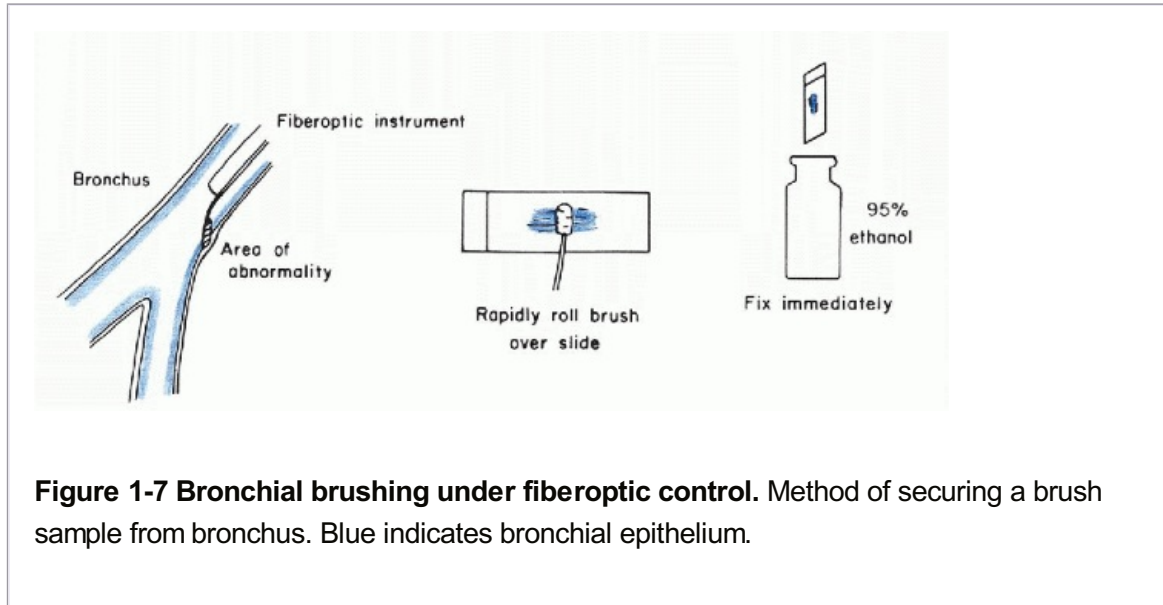 Fiberoptic instrument
Bronchus
Area of
abnormality
Rapidly roll brush
over slide
95%
ethanol
Fix immediately
Figure 1-7 Bronchial brushing under fiberoptic control. Method of securing a brush
sample from bronchus. Blue indicates bronchial epithelium.